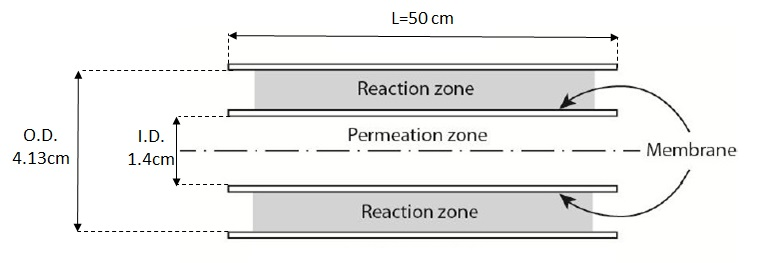 L=50 cm
Reaction zone
O.D.
4.13cm
I.D.
1.4cm
Permeation zone
Membrane
Reaction zone